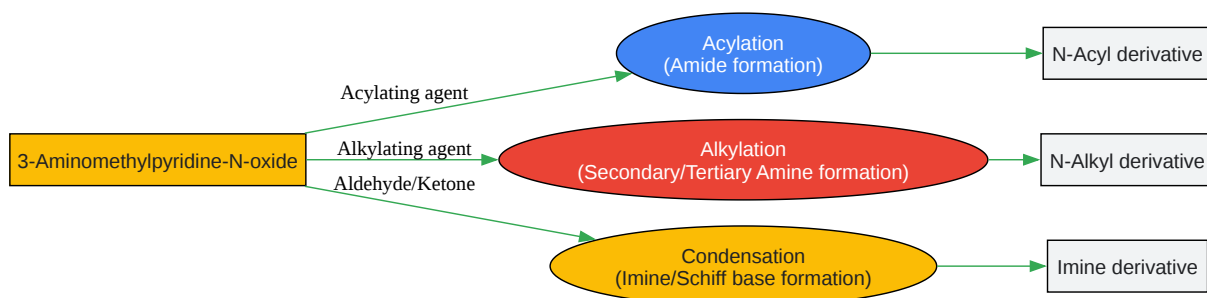 Acylation
(Amide formation)
N-Acyl derivative
Acylating agent
3-Aminomethylpyridine-N-oxide
Alkylating agent
Alkylation
(Secondary/Tertiary Amine formation)
N-Alkyl derivative
Aldehyde/Ketone
Condensation
(Imine/Schiff base formation)
Imine derivative